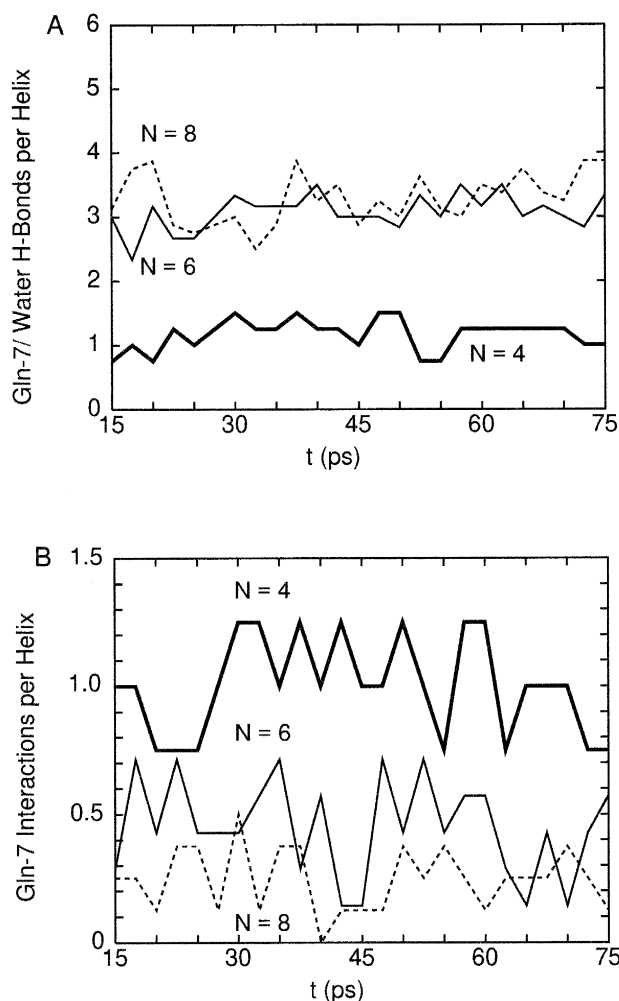 A
Gln-7/ Water H-Bonds per Helix
6
5
4
3
2
1
0
N = 8
N = 6
N = 4
15 30 45 60 75
t (ps)
B
Gln-7 Interactions per Helix
1.5
1.0
0.5
0
N = 4
N = 6
N = 8
15 30 45 60 75
t (ps)